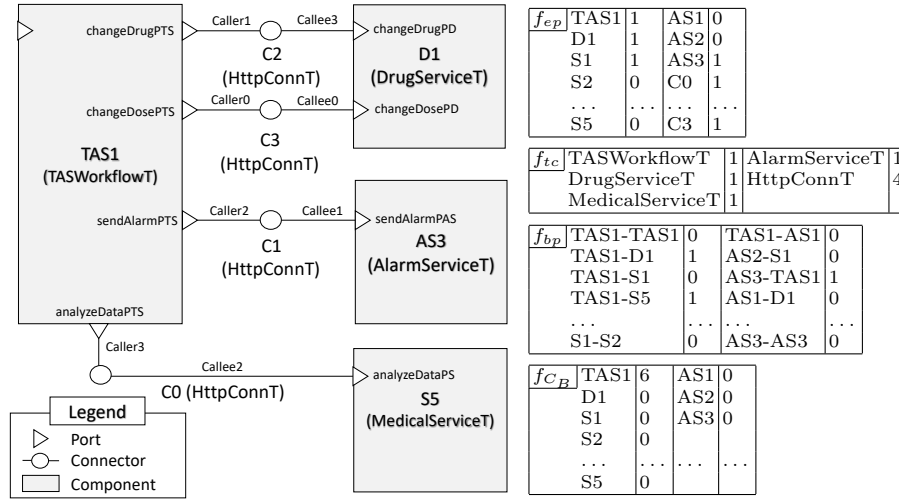 changeDrugPTS
Caller1
Callee3
changeDrugPD
C2
(HttpConnT)
D1
(DrugServiceT)
changeDosePTS
Caller0
Callee0
changeDosePD
C3
(HttpConnT)
TAS1
(TASWorkflowT)
sendAlarmPTS
Caller2
Callee1
sendAlarmPAS
C1
(HttpConnT)
AS3
(AlarmServiceT)
analyzeDataPTS
Caller3
Callee2
analyzeDataPS
C0 (HttpConnT)
S5
(MedicalServiceT)
Legend
Port
Connector
Component
f_ep TAS1 1 AS1 0
D1 1 AS2 0
S1 1 AS3 1
S2 0 C0 1
... ... ... ...
S5 0 C3 1
f_tc TASWorkflowT 1 AlarmServiceT 1
DrugServiceT 1 HttpConnT 4
MedicalServiceT 1
f_bp TAS1-TAS1 0 TAS1-AS1 0
TAS1-D1 1 AS2-S1 0
TAS1-S1 0 AS3-TAS1 1
TAS1-S5 1 AS1-D1 0
... ... ... ...
S1-S2 0 AS3-AS3 0
f_C_B TAS1 6 AS1 0
D1 0 AS2 0
S1 0 AS3 0
S2 0
... ... ... ...
S5 0